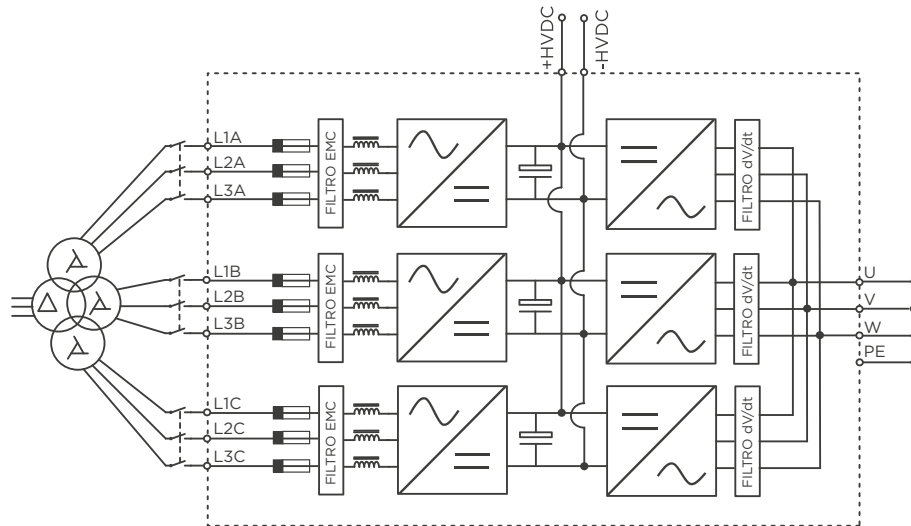 +HVDC
-HVDC
L1A
L2A
L3A
FILTRO EMC
FILTRO dV/dt
L1B
L2B
L3B
FILTRO EMC
FILTRO dV/dt
U
V
W
PE
L1C
L2C
L3C
FILTRO EMC
FILTRO dV/dt